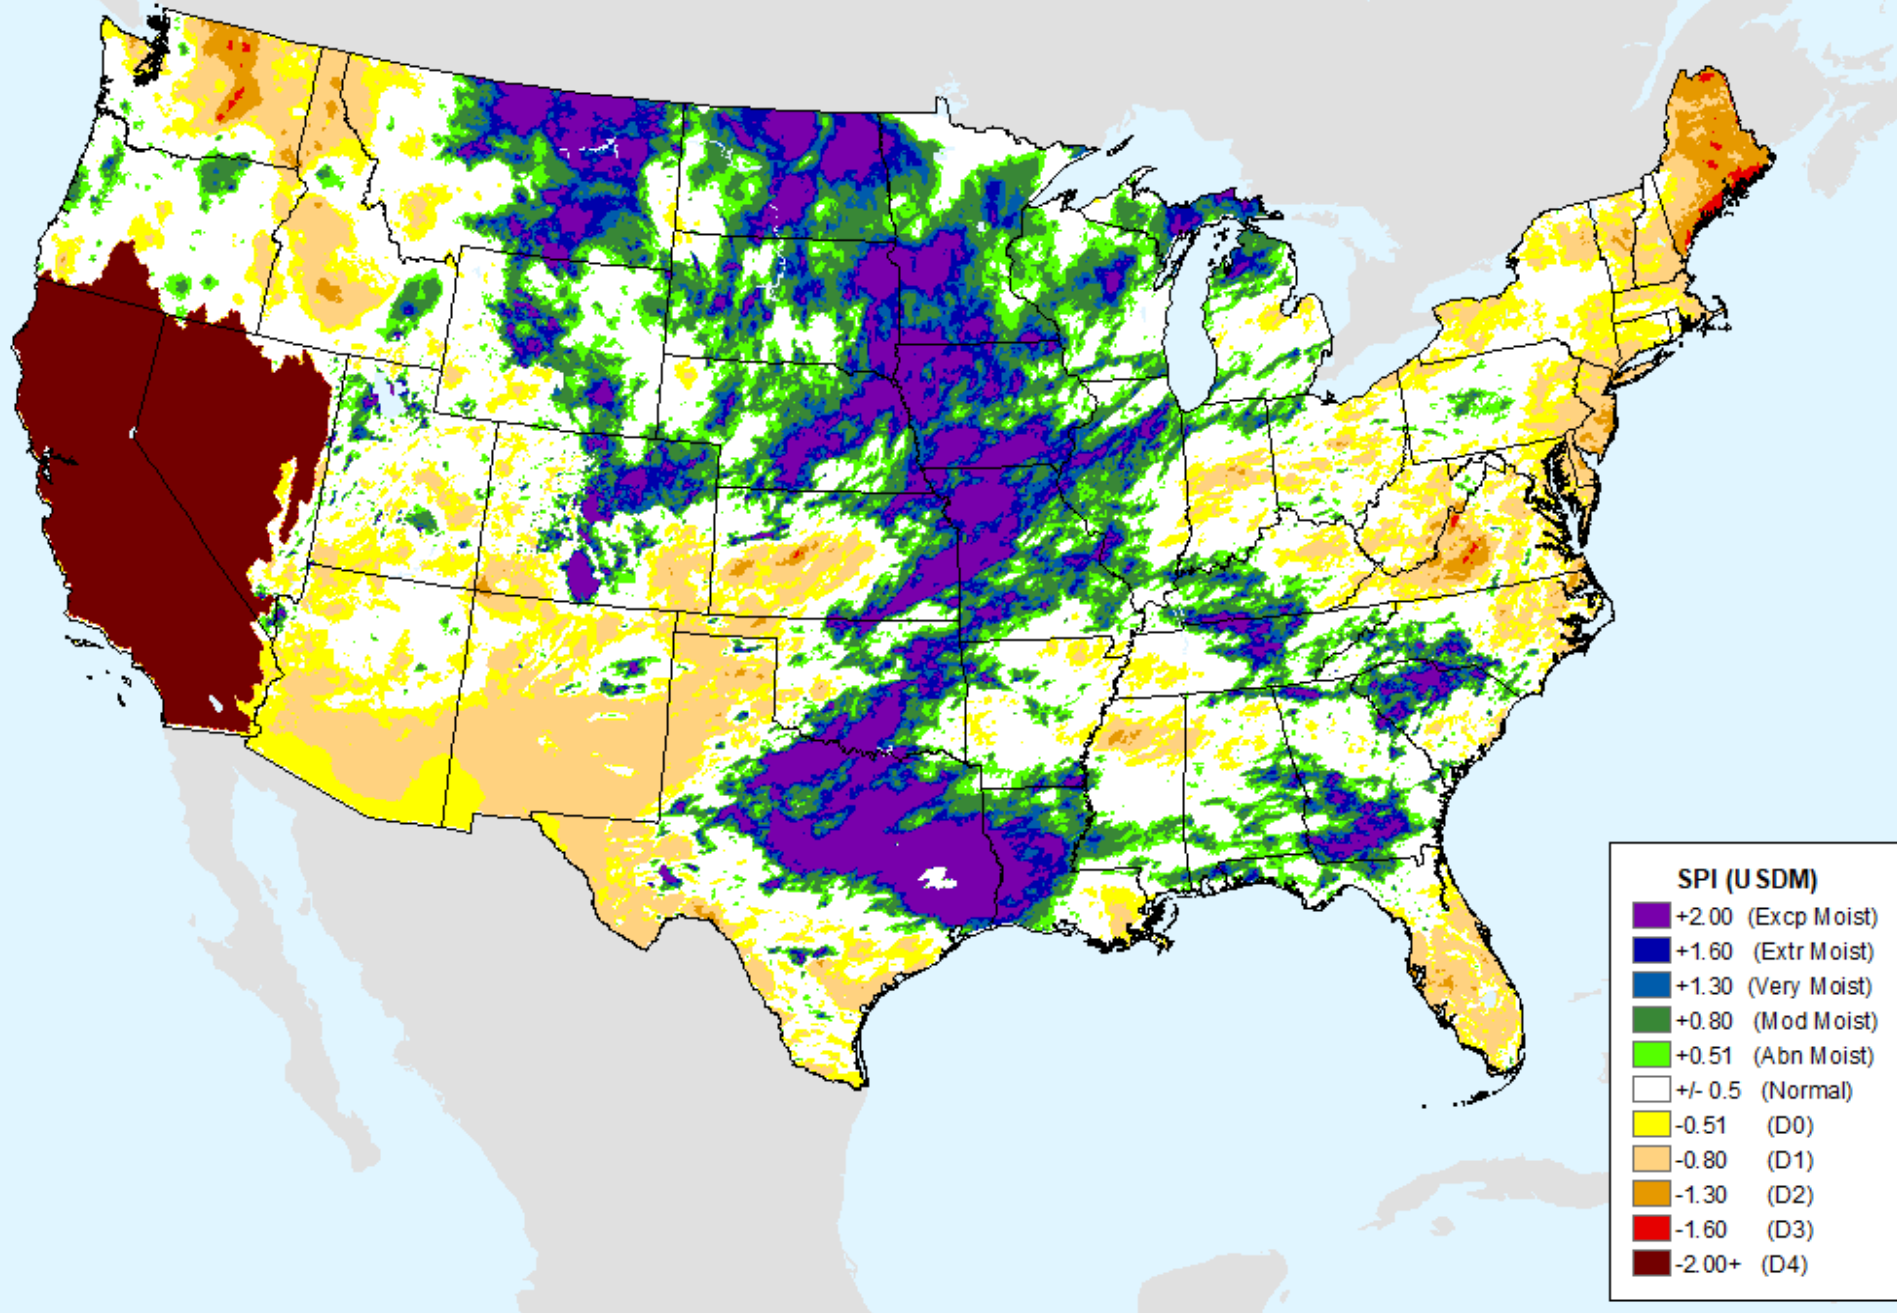 SPI (USDM)
+2.00 (Excp Moist)
+1.60 (Extr Moist)
+1.30 (Very Moist)
+0.80 (Mod Moist)
+0.51 (Abn Moist)
+/- 0.5 (Normal)
-0.51 (D0)
-0.80 (D1)
-1.30 (D2)
-1.60 (D3)
-2.00+ (D4)